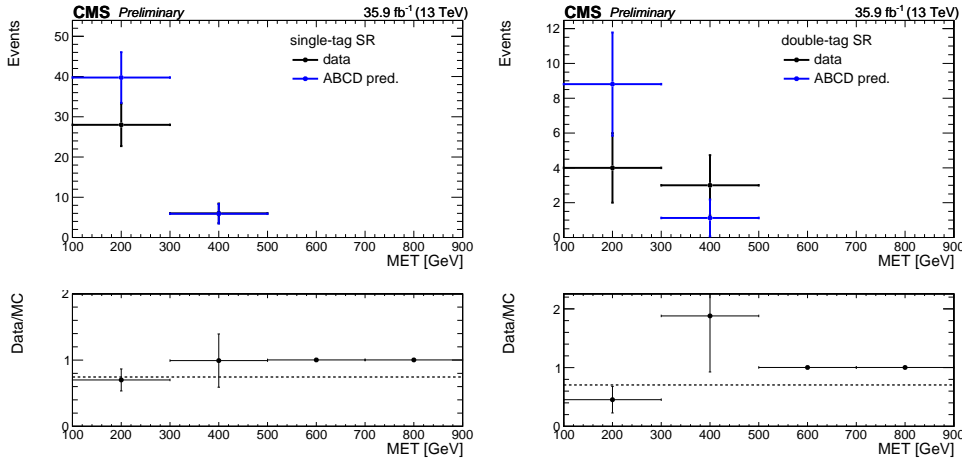 CMS Preliminary 35.9 fb⁻¹ (13 TeV)
Events
single-tag SR
data
ABCD pred.
50
40
30
20
10
0
100 200 300 400 500 600 700 800 900
MET [GeV]
Data/MC
2
1
0
100 200 300 400 500 600 700 800 900
MET [GeV]
CMS Preliminary 35.9 fb⁻¹ (13 TeV)
Events
double-tag SR
data
ABCD pred.
12
10
8
6
4
2
0
100 200 300 400 500 600 700 800 900
MET [GeV]
Data/MC
2
1
0
100 200 300 400 500 600 700 800 900
MET [GeV]